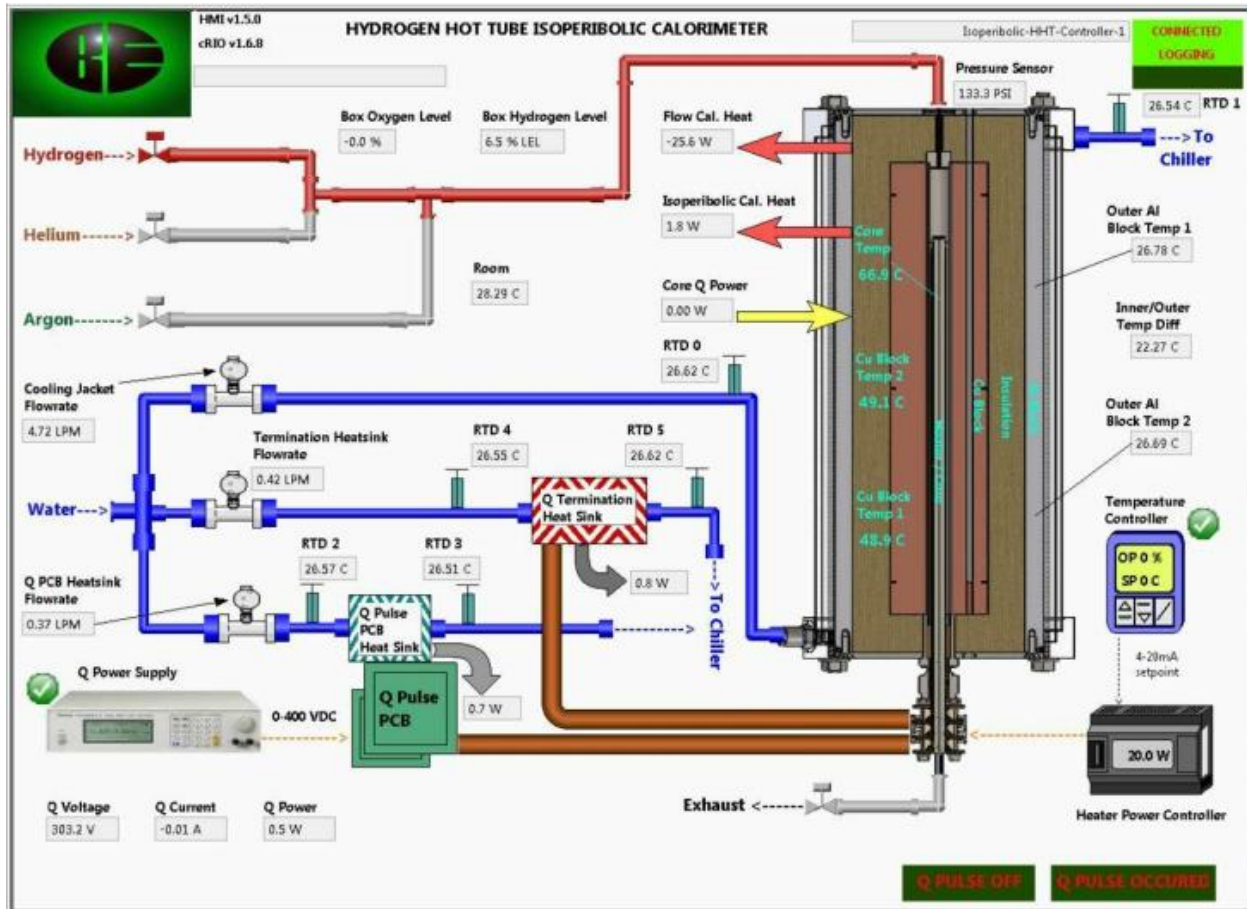 HMI v1.5.0
cRIO v1.6.8
HYDROGEN HOT TUBE ISOPERIBOLIC CALORIMETER
Isoperibolic-HHT-Controller-1
CONNECTED
LOGGING
Pressure Sensor
133.3 PSI
26.54 C
RTD 1
--->To
Chiller
Box Oxygen Level
-0.0 %
Box Hydrogen Level
6.5 % LEL
Flow Cal. Heat
-25.6 W
Hydrogen--->
Isoperibolic Cal. Heat
1.8 W
Helium------>
Core
Temp
66.9 C
Outer Al
Block Temp 1
26.78 C
Room
28.29 C
Core Q Power
0.00 W
Argon------>
Inner/Outer
Temp Diff
22.27 C
RTD 0
26.62 C
Cu Block
Temp 2
49.1 C
Cu Block
Insulation
Cooling Jacket
Flowrate
4.72 LPM
Outer Al
Block Temp 2
26.69 C
Termination Heatsink
Flowrate
0.42 LPM
RTD 4
26.55 C
RTD 5
26.62 C
Water--->
Q Termination
Heat Sink
Cu Block
Temp 1
48.9 C
Temperature
Controller
OP 0 %
SP 0 C
RTD 2
26.57 C
RTD 3
26.51 C
0.8 W
Q PCB Heatsink
Flowrate
0.37 LPM
Q Pulse
PCB
Heat Sink
To Chiller
4-20mA
setpoint
Q Power Supply
0-400 VDC
Q Pulse
PCB
0.7 W
20.0 W
Heater Power Controller
Exhaust <-----
Q Voltage
303.2 V
Q Current
-0.01 A
Q Power
0.5 W
Q PULSE OFF
Q PULSE OCCURED